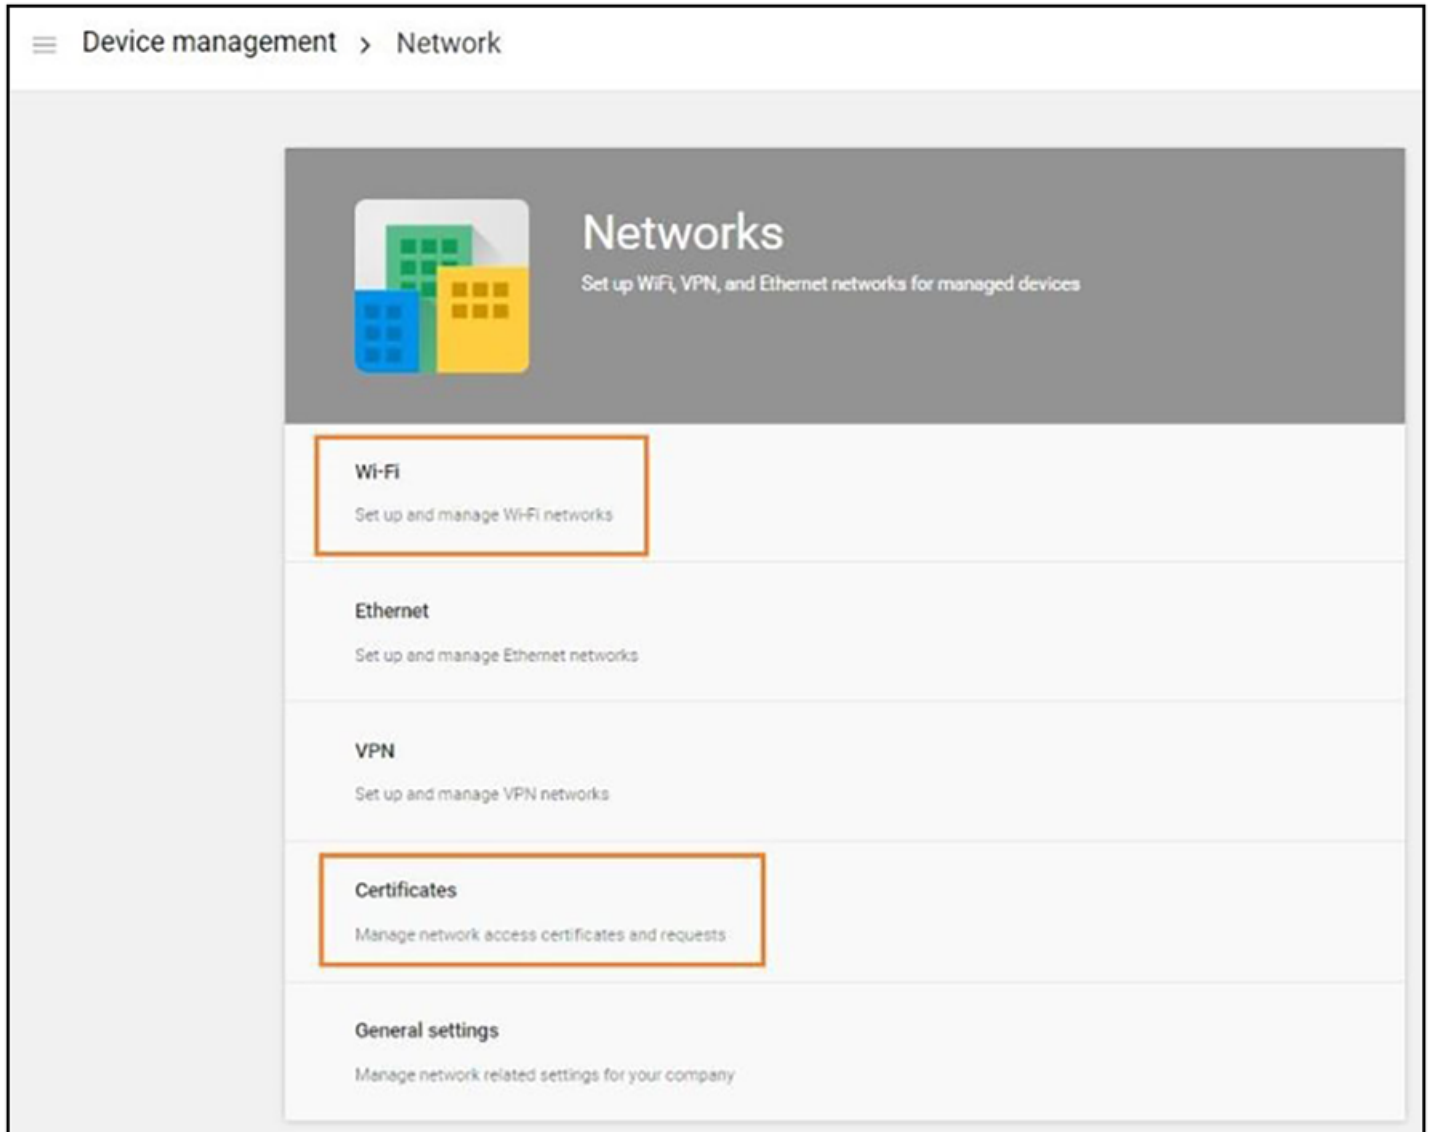 Device management > Network
Networks
Set up WiFi, VPN, and Ethernet networks for managed devices
Wi-Fi
Set up and manage Wi-Fi networks
Ethernet
Set up and manage Ethernet networks
VPN
Set up and manage VPN networks
Certificates
Manage network access certificates and requests
General settings
Manage network related settings for your company